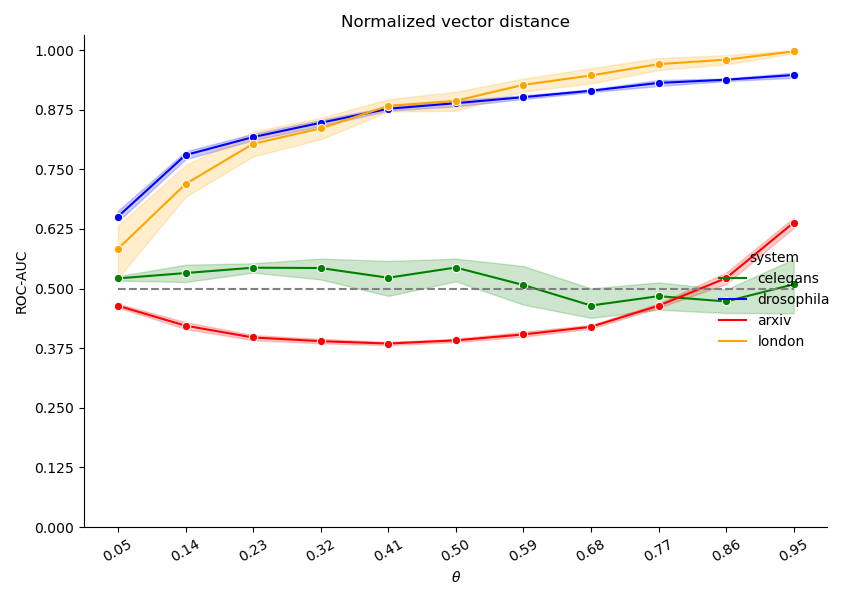 Normalized vector distance
ROC-AUC
1.000
0.875
0.750
0.625
0.500
0.375
0.250
0.125
0.000
system
celegans
drosophila
arxiv
london
0.05 0.14 0.23 0.32 0.41 0.50 0.59 0.68 0.77 0.86 0.95
θ